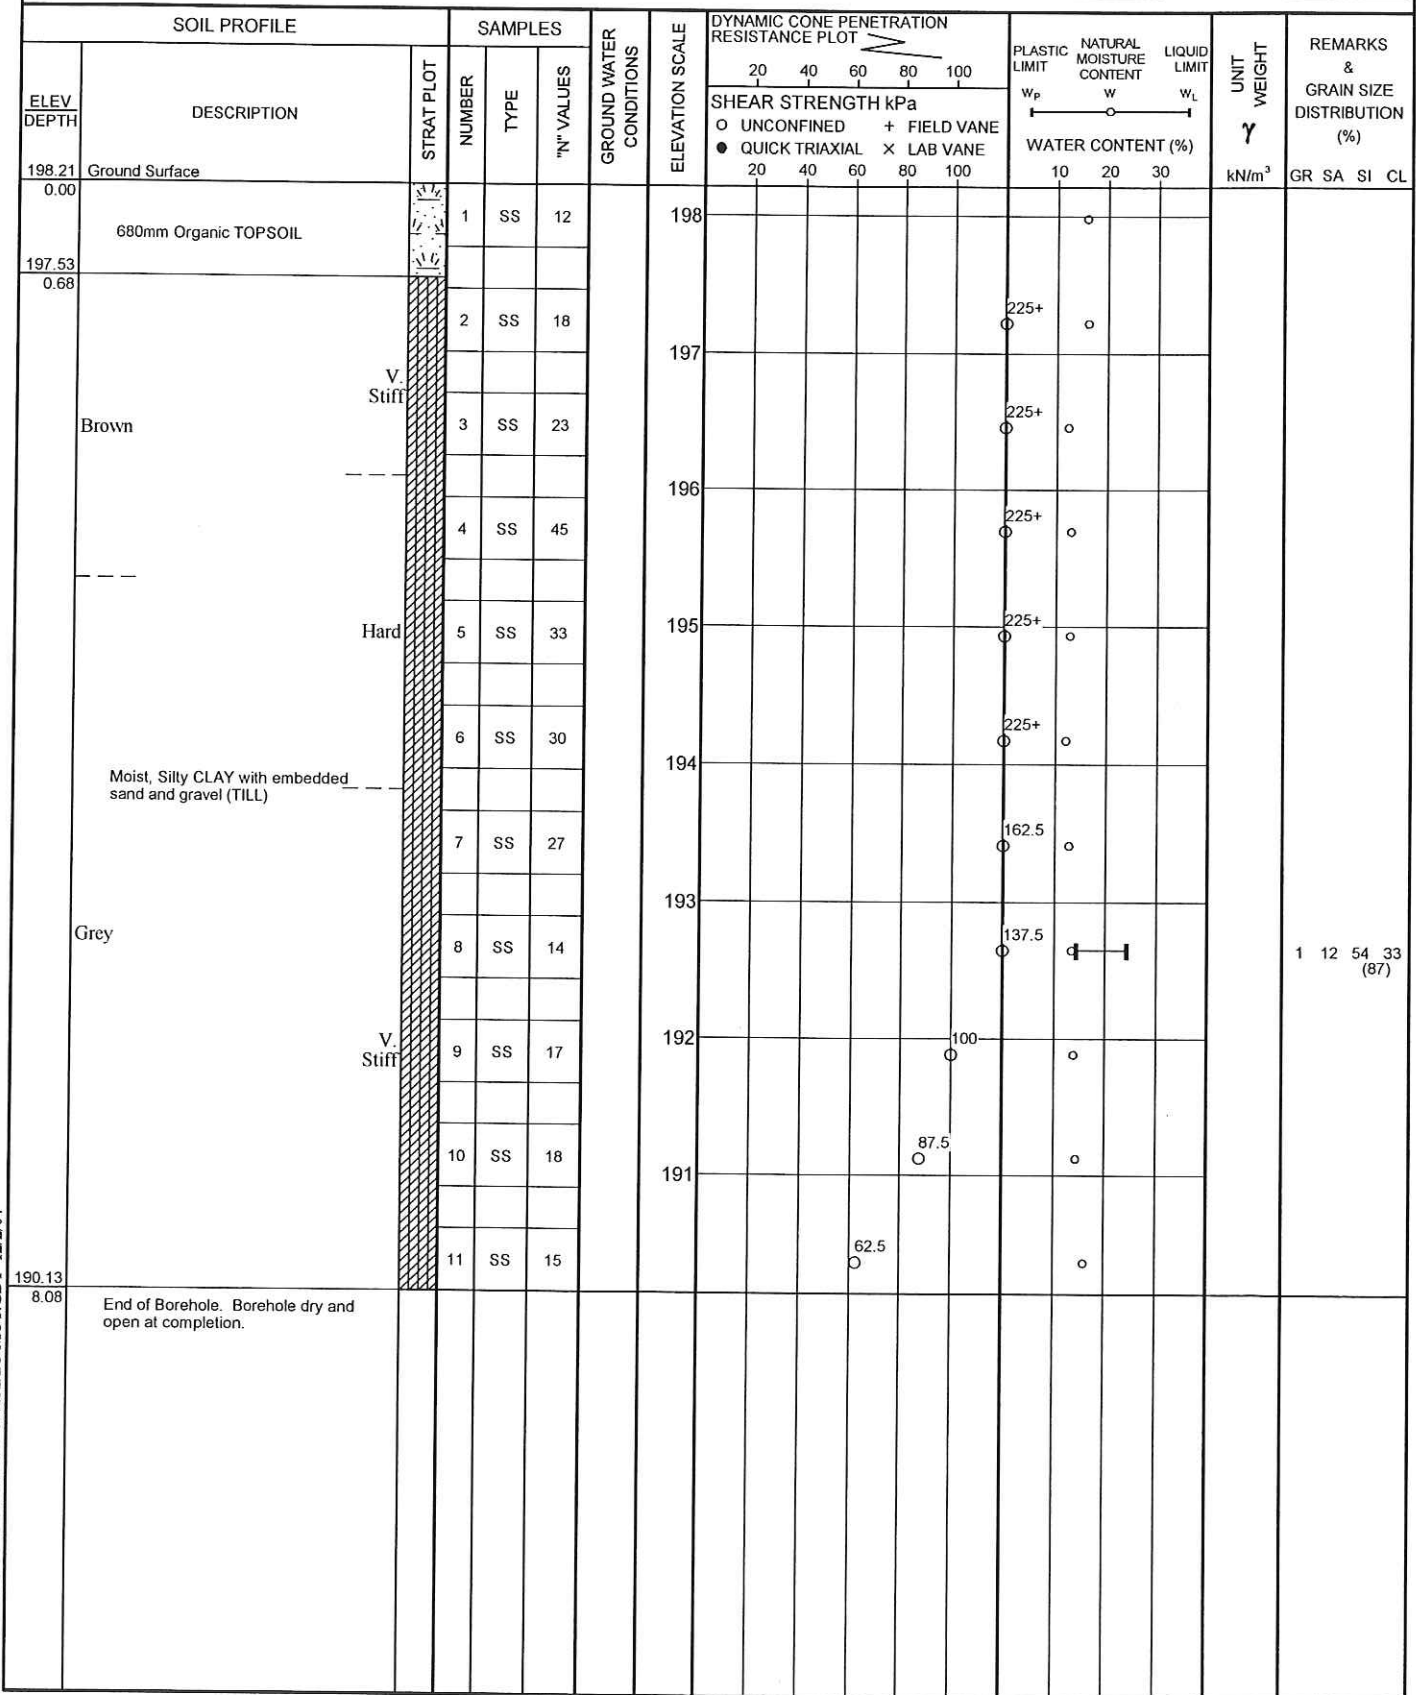 SOIL PROFILE
SAMPLES
GROUND WATER CONDITIONS
ELEVATION SCALE
DYNAMIC CONE PENETRATION
RESISTANCE PLOT
20 40 60 80 100
SHEAR STRENGTH kPa
O UNCONFINED + FIELD VANE
● QUICK TRIAXIAL × LAB VANE
20 40 60 80 100
PLASTIC LIMIT
NATURAL MOISTURE CONTENT
LIQUID LIMIT
WP W WL
WATER CONTENT (%)
10 20 30
UNIT WEIGHT
γ
kN/m³
REMARKS
&
GRAIN SIZE
DISTRIBUTION
(%)
GR SA SI CL
ELEV
DEPTH
DESCRIPTION
STRAT PLOT
NUMBER
TYPE
"N" VALUES
198.21 Ground Surface
0.00
1 SS 12
198
680mm Organic TOPSOIL
197.53
0.68
225+
2 SS 18
197
V.
Stiff
225+
Brown
3 SS 23
196
225+
4 SS 45
195
225+
Hard
5 SS 33
225+
6 SS 30
194
Moist, Silty CLAY with embedded
sand and gravel (TILL)
162.5
7 SS 27
193
Grey
137.5
8 SS 14
1 12 54 33
(87)
192
100
V.
Stiff
9 SS 17
87.5
10 SS 18
191
62.5
11 SS 15
190.13
8.08
End of Borehole. Borehole dry and
open at completion.